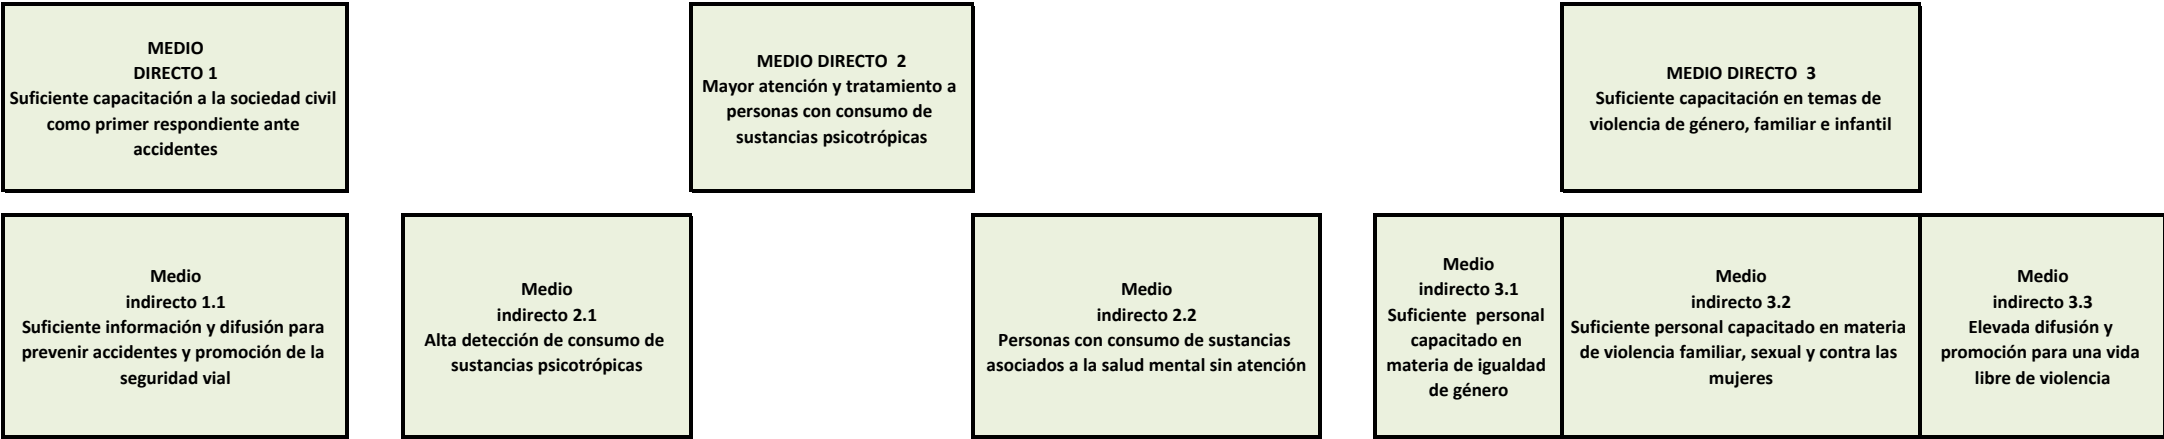 MEDIO
DIRECTO 1
Suficiente capacitación a la sociedad civil
como primer respondiente ante
accidentes
MEDIO DIRECTO 2
Mayor atención y tratamiento a
personas con consumo de
sustancias psicotrópicas
MEDIO DIRECTO 3
Suficiente capacitación en temas de
violencia de género, familiar e infantil
Medio
indirecto 1.1
Suficiente información y difusión para
prevenir accidentes y promoción de la
seguridad vial
Medio
indirecto 2.1
Alta detección de consumo de
sustancias psicotrópicas
Medio
indirecto 2.2
Personas con consumo de sustancias
asociados a la salud mental sin atención
Medio
indirecto 3.1
Suficiente personal
capacitado en
materia de igualdad
de género
Medio
indirecto 3.2
Suficiente personal capacitado en materia
de violencia familiar, sexual y contra las
mujeres
Medio
indirecto 3.3
Elevada difusión y
promoción para una vida
libre de violencia